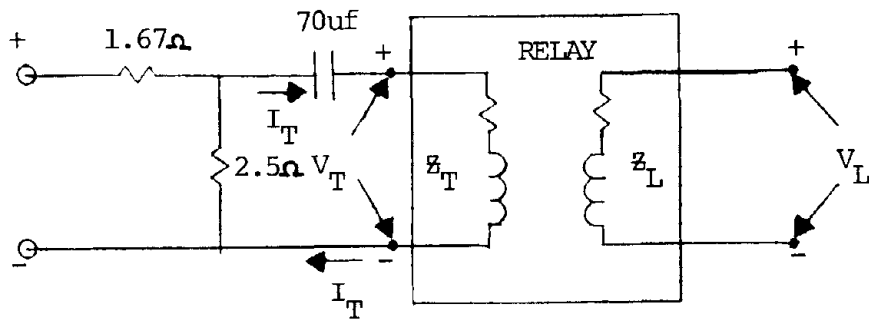 70uf
+
1.67Ω
+
RELAY
+
I_T
2.5Ω
V_T
Z_T
Z_L
V_L
-
-
-
I_T